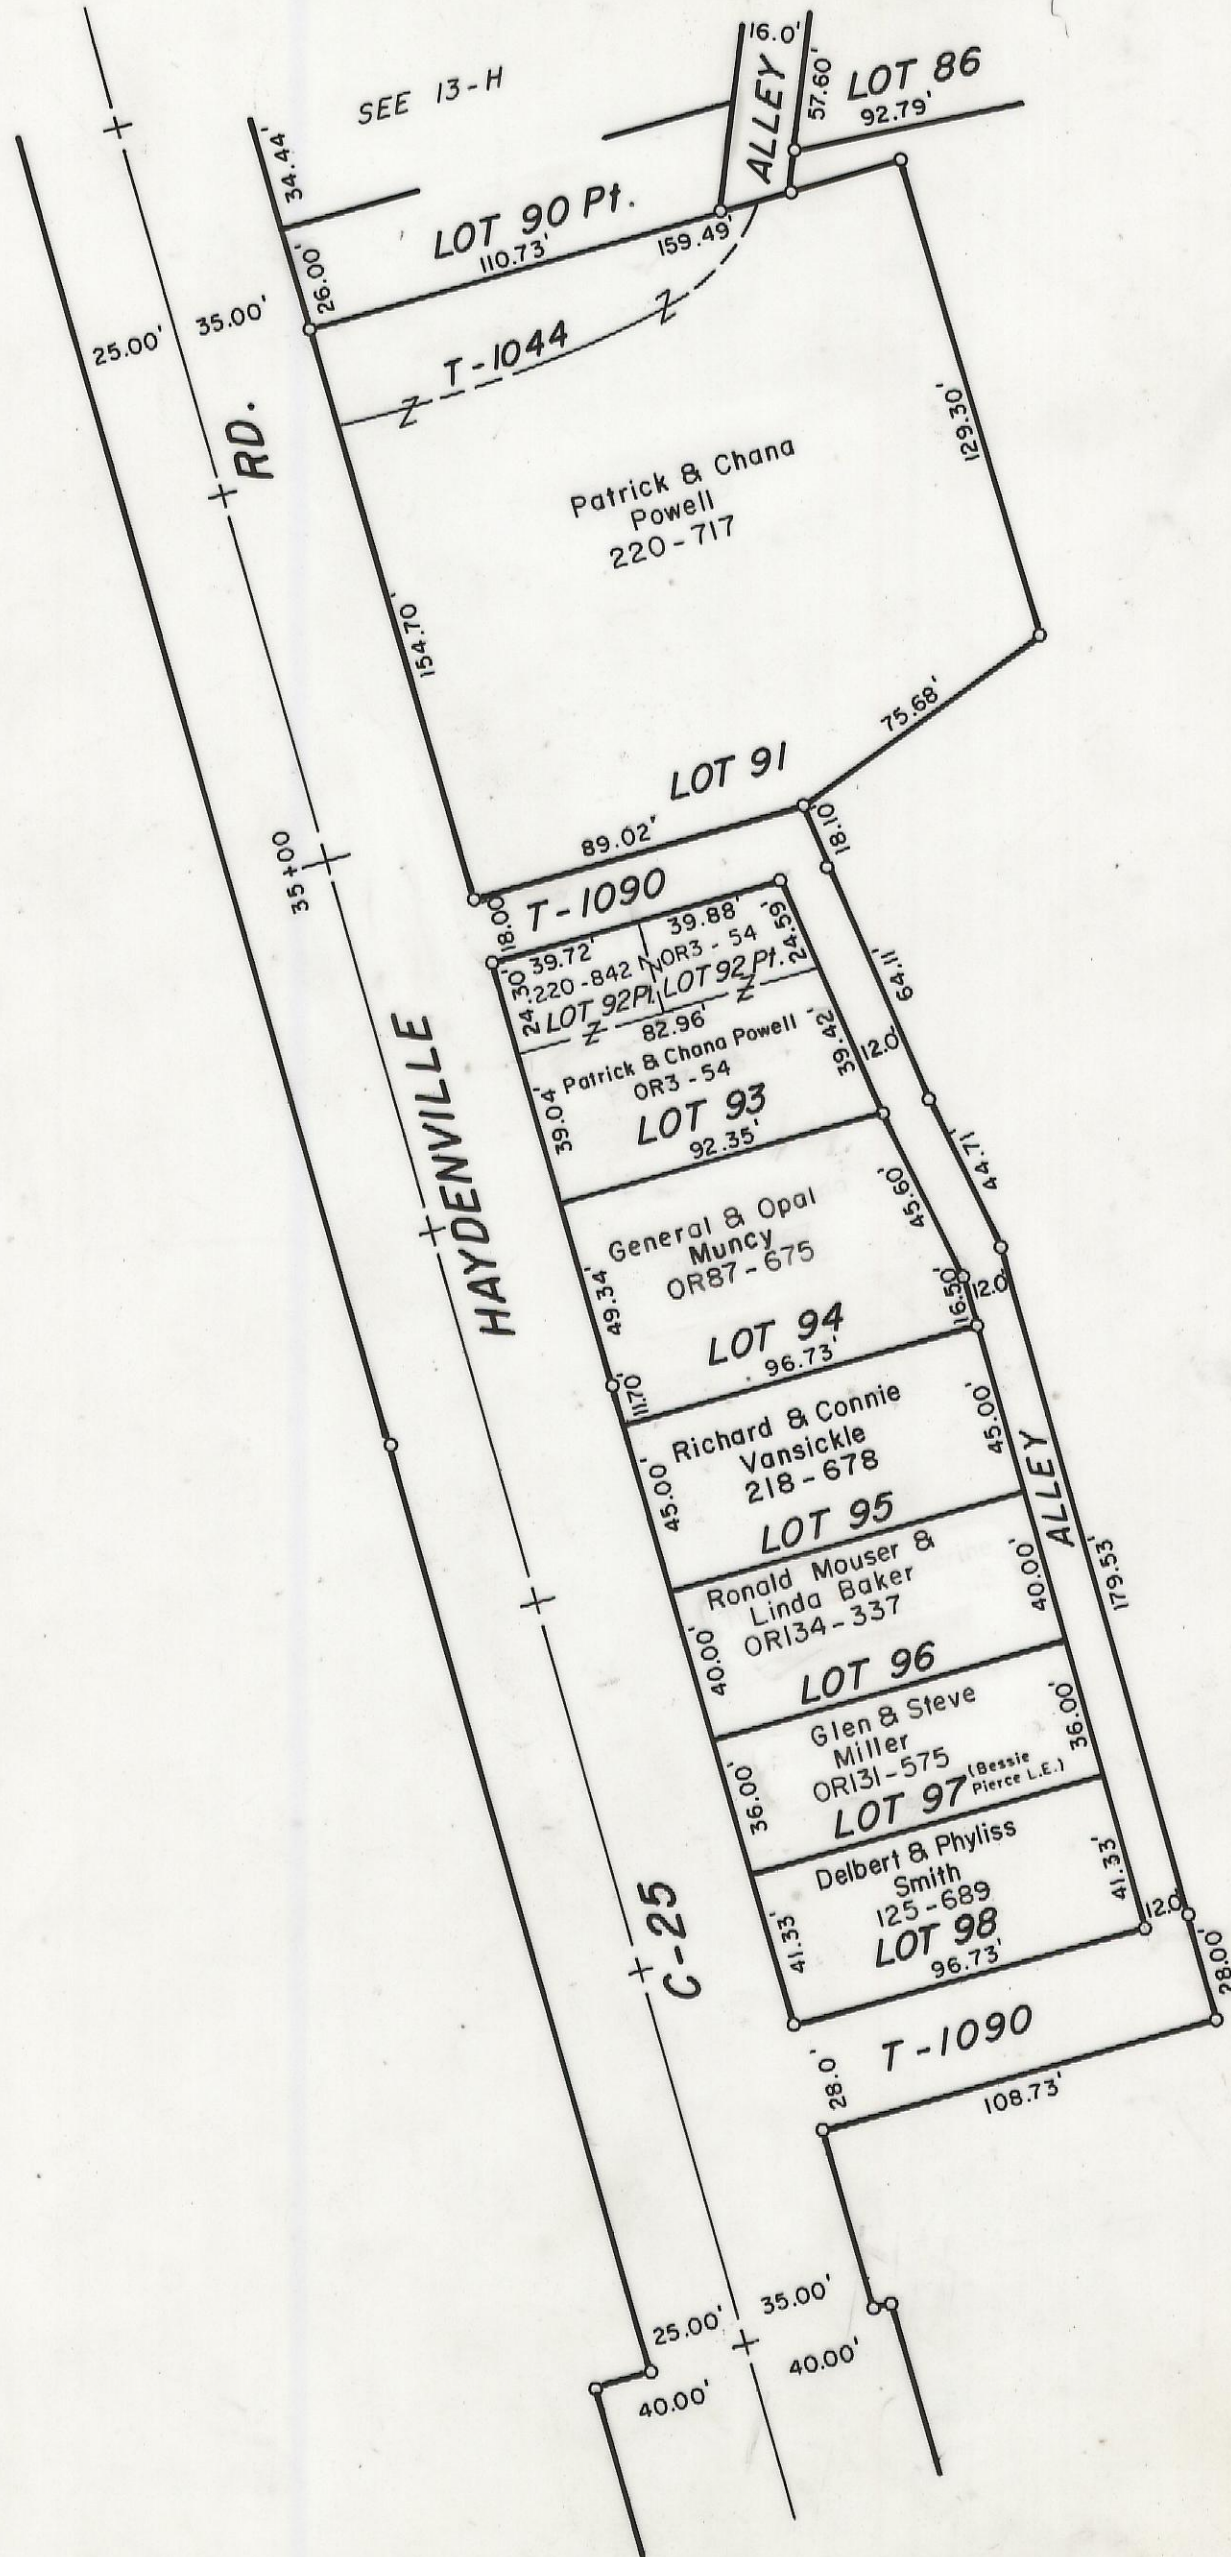 SEE 13-H
16.0'
ALLEY
57.60'
LOT 86
92.79'
34.44'
26.00'
LOT 90 Pt.
110.73'
159.49'
25.00'
35.00'
RD.
T-1044
129.30'
Patrick & Chana
Powell
220-717
154.70'
75.68'
LOT 91
89.02'
18.10'
35+00
T-1090
18.00'
39.72'
39.88'
24.59'
24.30'
220-842
OR3-54
LOT 92Pt.
LOT 92 Pt.
64.11'
82.96'
39.42'
12.0'
Patrick & Chana Powell
OR3-54
LOT 93
39.04'
92.35'
44.71'
HAYDENVILLE
General & Opal
Muncy
OR87-675
45.60'
49.34'
16.50'
12.0'
LOT 94
96.73'
11.70'
Richard & Connie
Vansickle
218-678
45.00'
45.00'
LOT 95
ALLEY
Ronald Mouser &
Linda Baker
OR134-337
40.00'
40.00'
179.53'
LOT 96
Glen & Steve
Miller
OR131-575
36.00'
36.00'
LOT 97
(Bessie
Pierce L.E.)
Delbert & Phyliss
Smith
125-689
41.33'
41.33'
12.0'
LOT 98
96.73'
C-25
28.00'
T-1090
28.0'
108.73'
25.00'
35.00'
40.00'
40.00'